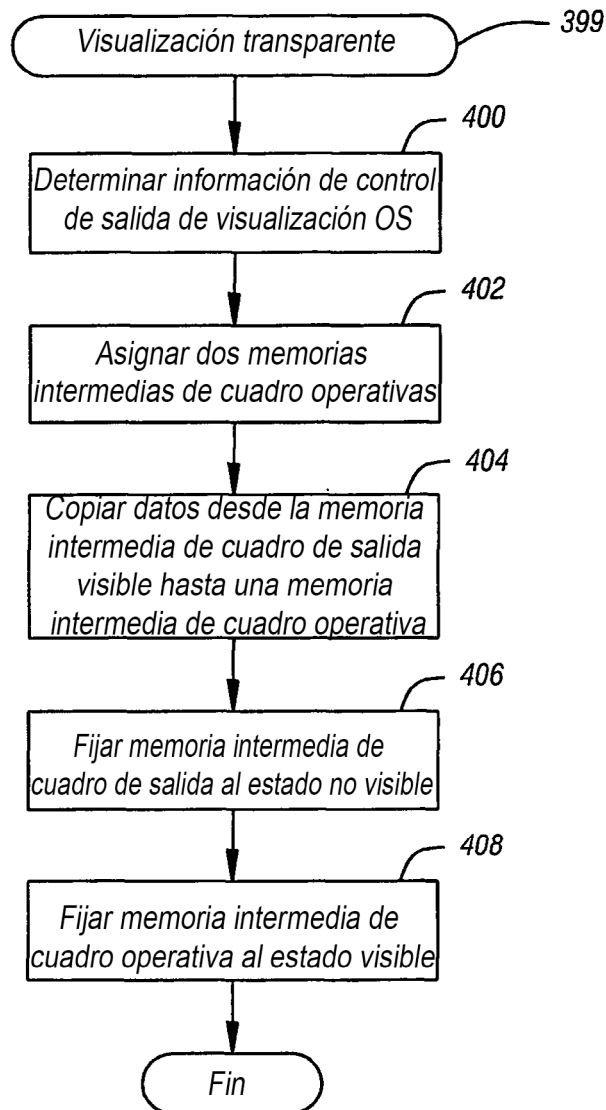 Visualización transparente
399
400
Determinar información de control
de salida de visualización OS
402
Asignar dos memorias
intermedias de cuadro operativas
404
Copiar datos desde la memoria
intermedia de cuadro de salida
visible hasta una memoria
intermedia de cuadro operativa
406
Fijar memoria intermedia de
cuadro de salida al estado no visible
408
Fijar memoria intermedia de
cuadro operativa al estado visible
Fin